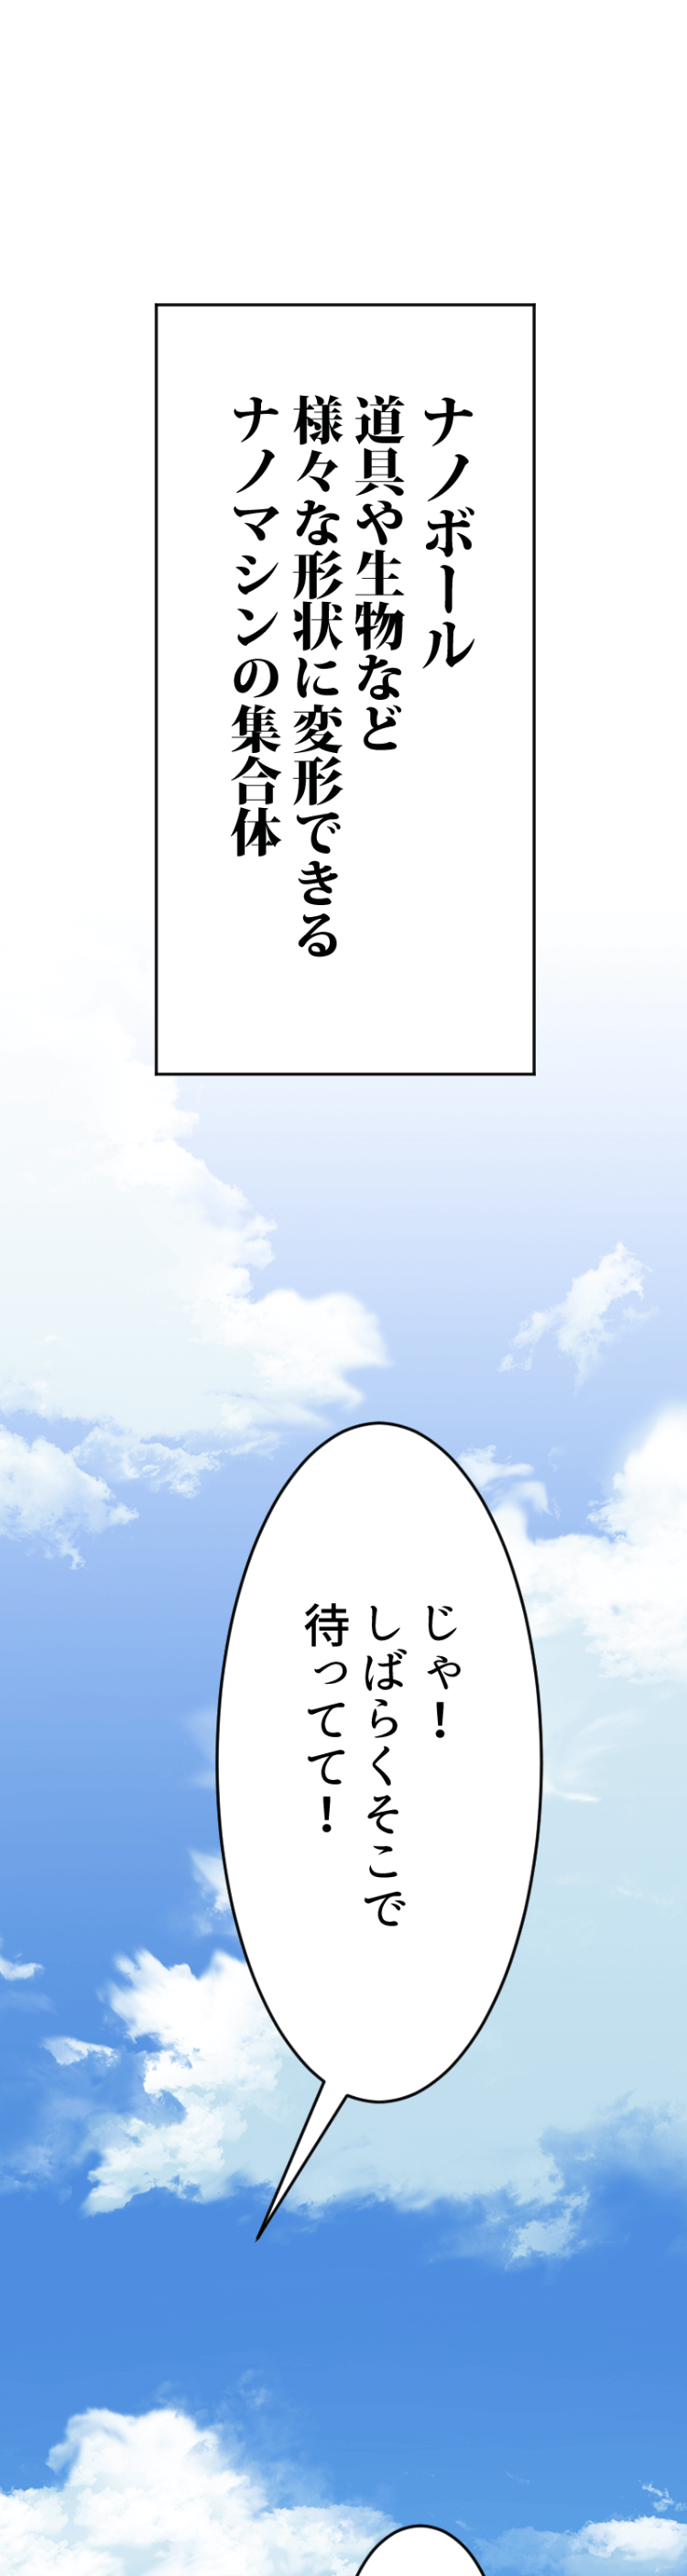 ナノボール
道具や生物など
様々な形状に変形できる
ナノマシンの集合体
じゃ！
しばらくそこで
待ってて！